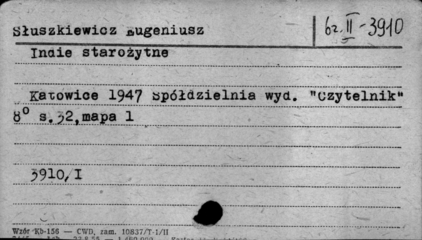 Słuszkiewicz Eugeniusz
62.II-3910
Indie starożytne
Katowice 1947 Spółdzielnia wyd. "Czytelnik"
8° s.32,mapa 1
3910,I
Wzór Kb-156 — CWD, zam. 10837/T-1/II